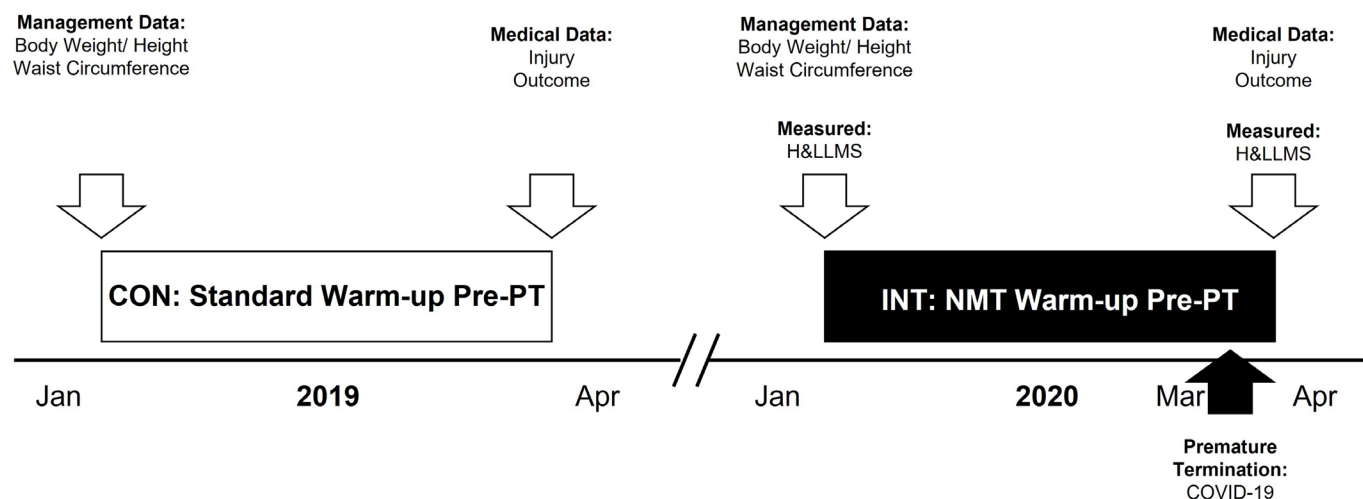 Management Data:
Body Weight/ Height
Waist Circumference
Medical Data:
Injury
Outcome
Management Data:
Body Weight/ Height
Waist Circumference
Measured:
H&LLMS
Medical Data:
Injury
Outcome
Measured:
H&LLMS
CON: Standard Warm-up Pre-PT
INT: NMT Warm-up Pre-PT
Jan
2019
Apr
Jan
2020
Mar
Apr
Premature
Termination:
COVID-19